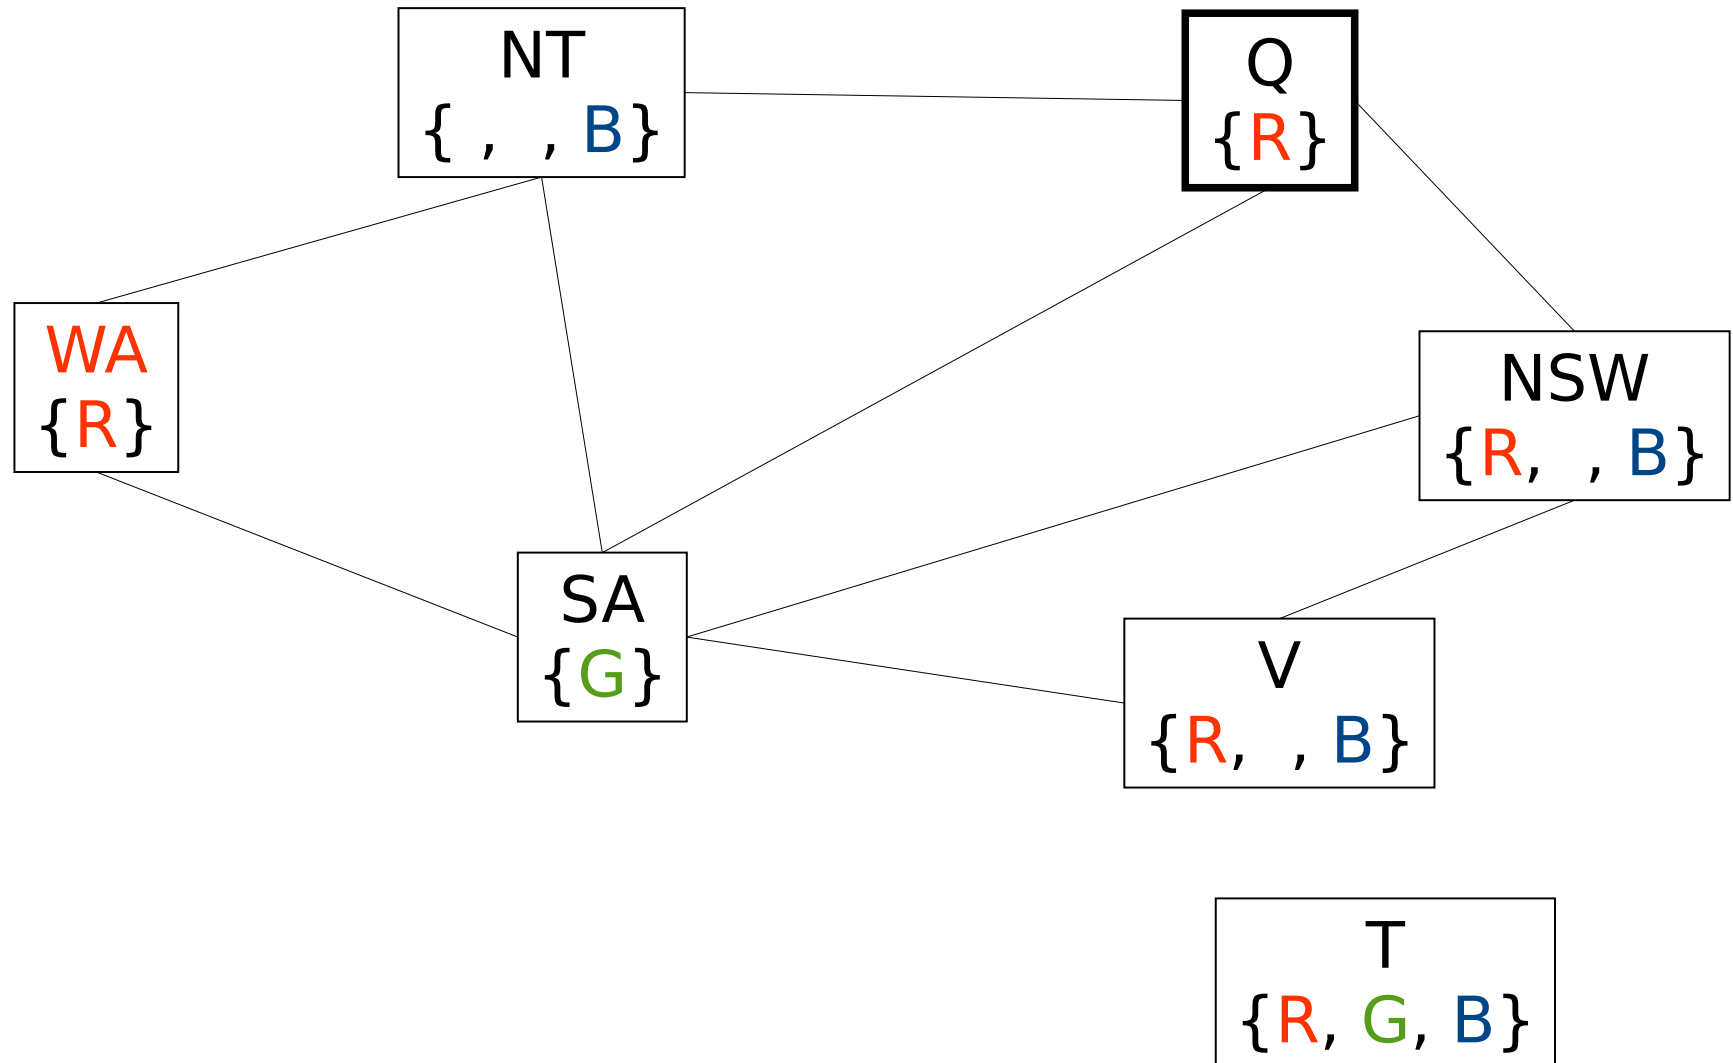 NT
{ , , B}
Q
{R}
WA
{R}
NSW
{R, , B}
SA
{G}
V
{R, , B}
T
{R, G, B}